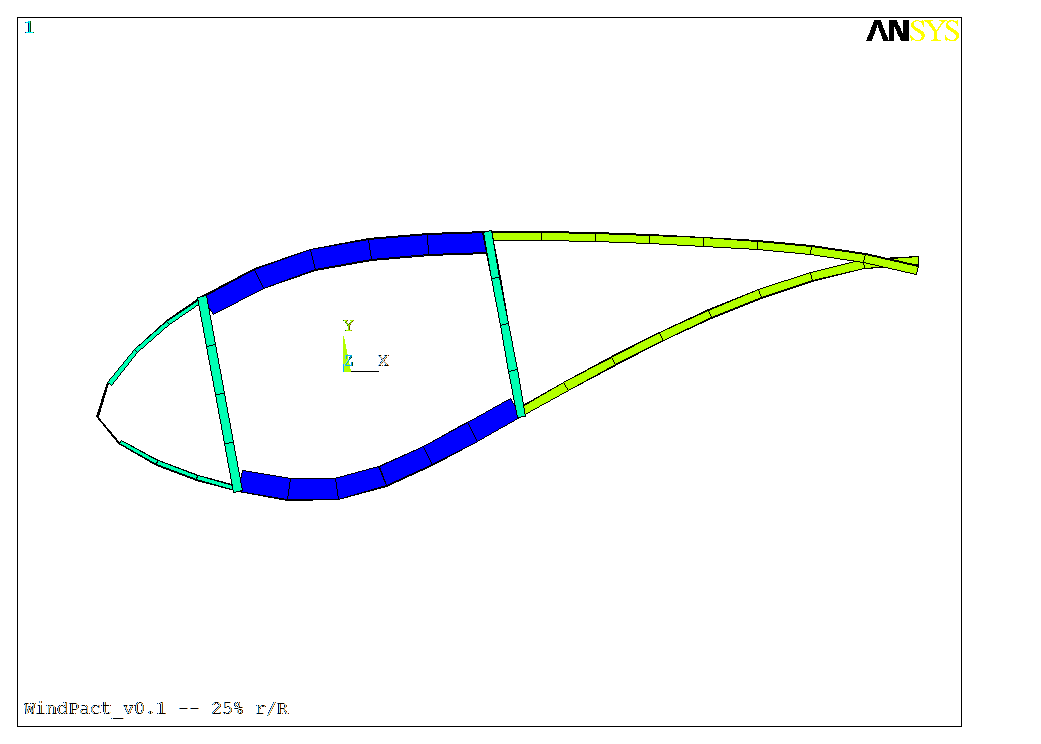 1
ANSYS
Y
Z X
WindPact_v0.1 -- 25% r/R